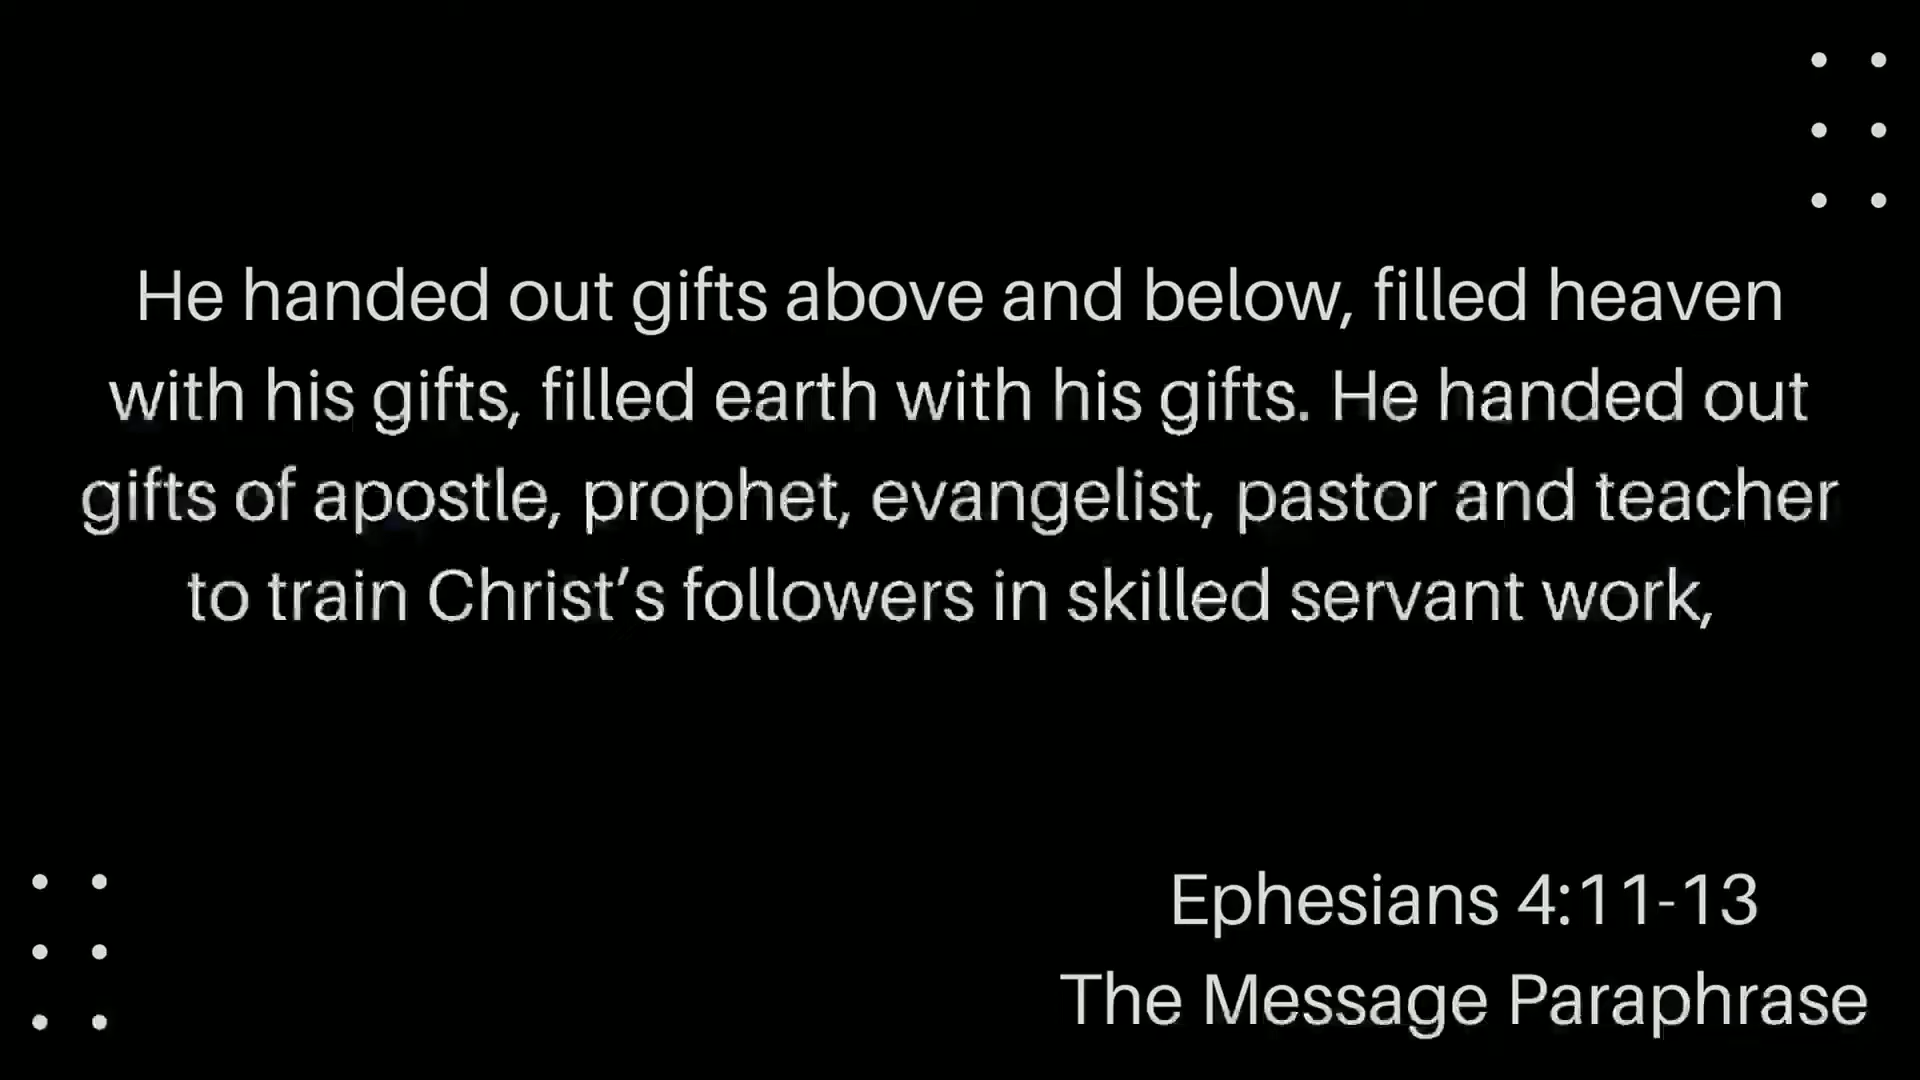 He handed out gifts above and below, filled heaven
with his gifts, filled earth with his gifts. He handed out
gifts of apostle, prophet, evangelist, pastor and teacher
to train Christ’s followers in skilled servant work,
Ephesians 4:11-13
The Message Paraphrase